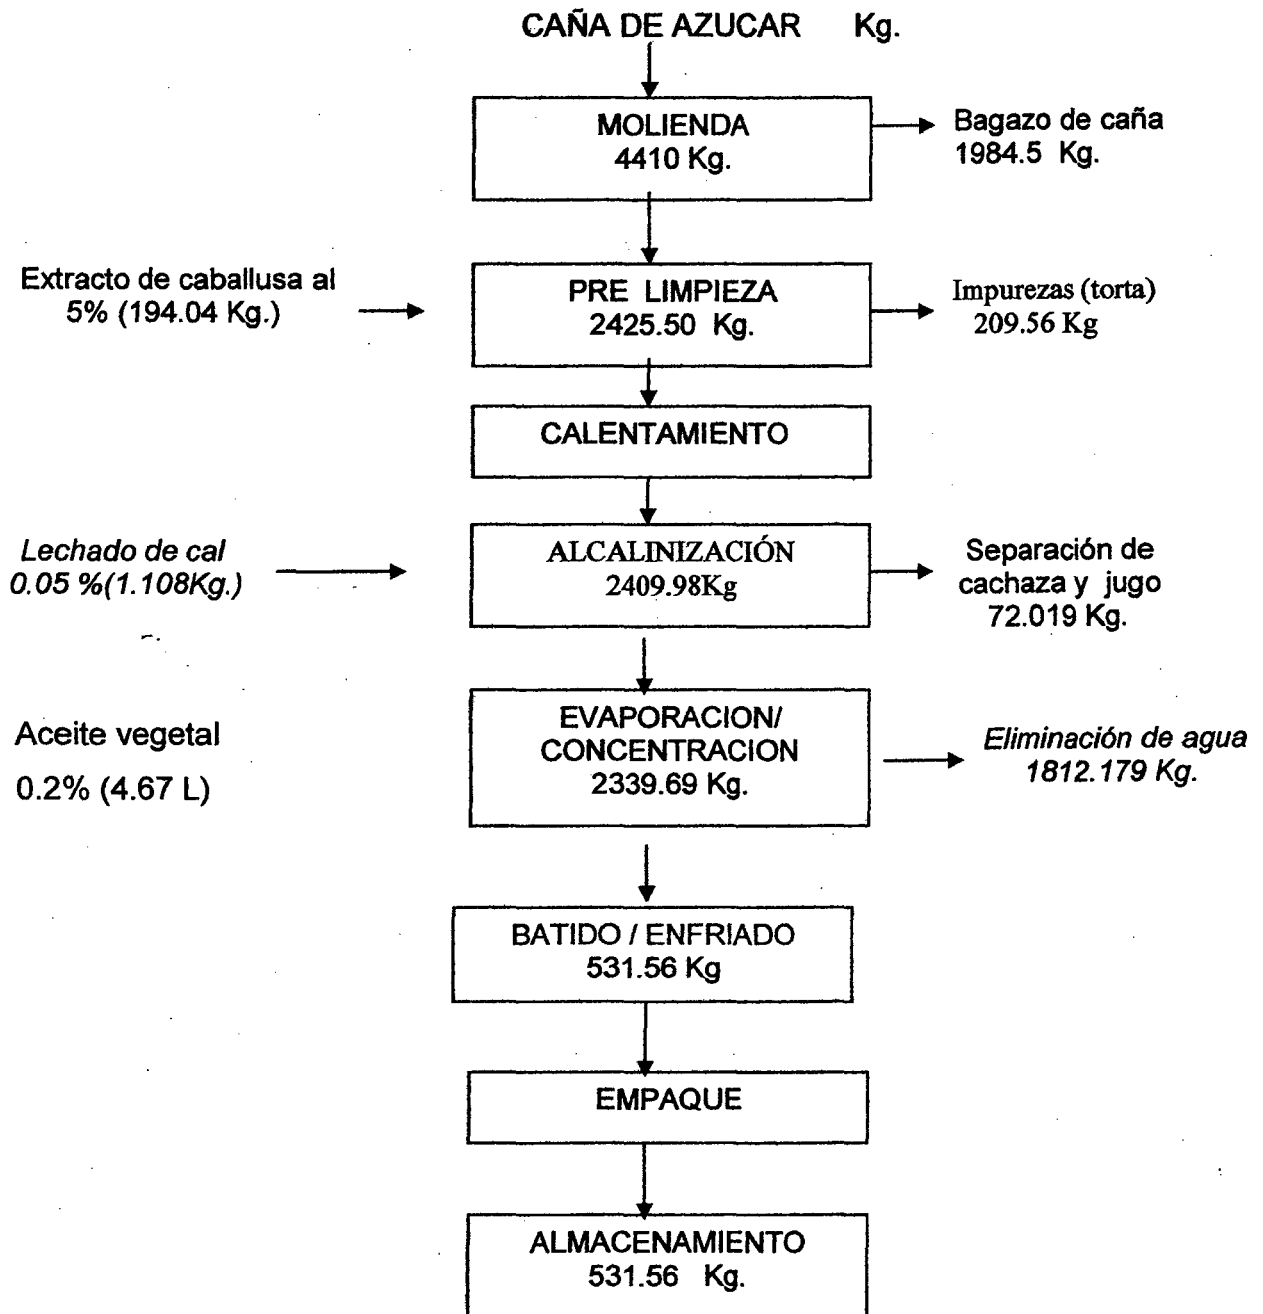 CAÑA DE AZUCAR Kg.
MOLIENDA
4410 Kg.
Bagazo de caña
1984.5 Kg.
Extracto de caballusa al
5% (194.04 Kg.)
PRE LIMPIEZA
2425.50 Kg.
Impurezas (torta)
209.56 Kg
CALENTAMIENTO
Lechado de cal
0.05 %(1.108Kg.)
ALCALINIZACIÓN
2409.98Kg
Separación de
cachaza y jugo
72.019 Kg.
Aceite vegetal
0.2% (4.67 L)
EVAPORACION/
CONCENTRACION
2339.69 Kg.
Eliminación de agua
1812.179 Kg.
BATIDO / ENFRIADO
531.56 Kg
EMPAQUE
ALMACENAMIENTO
531.56 Kg.